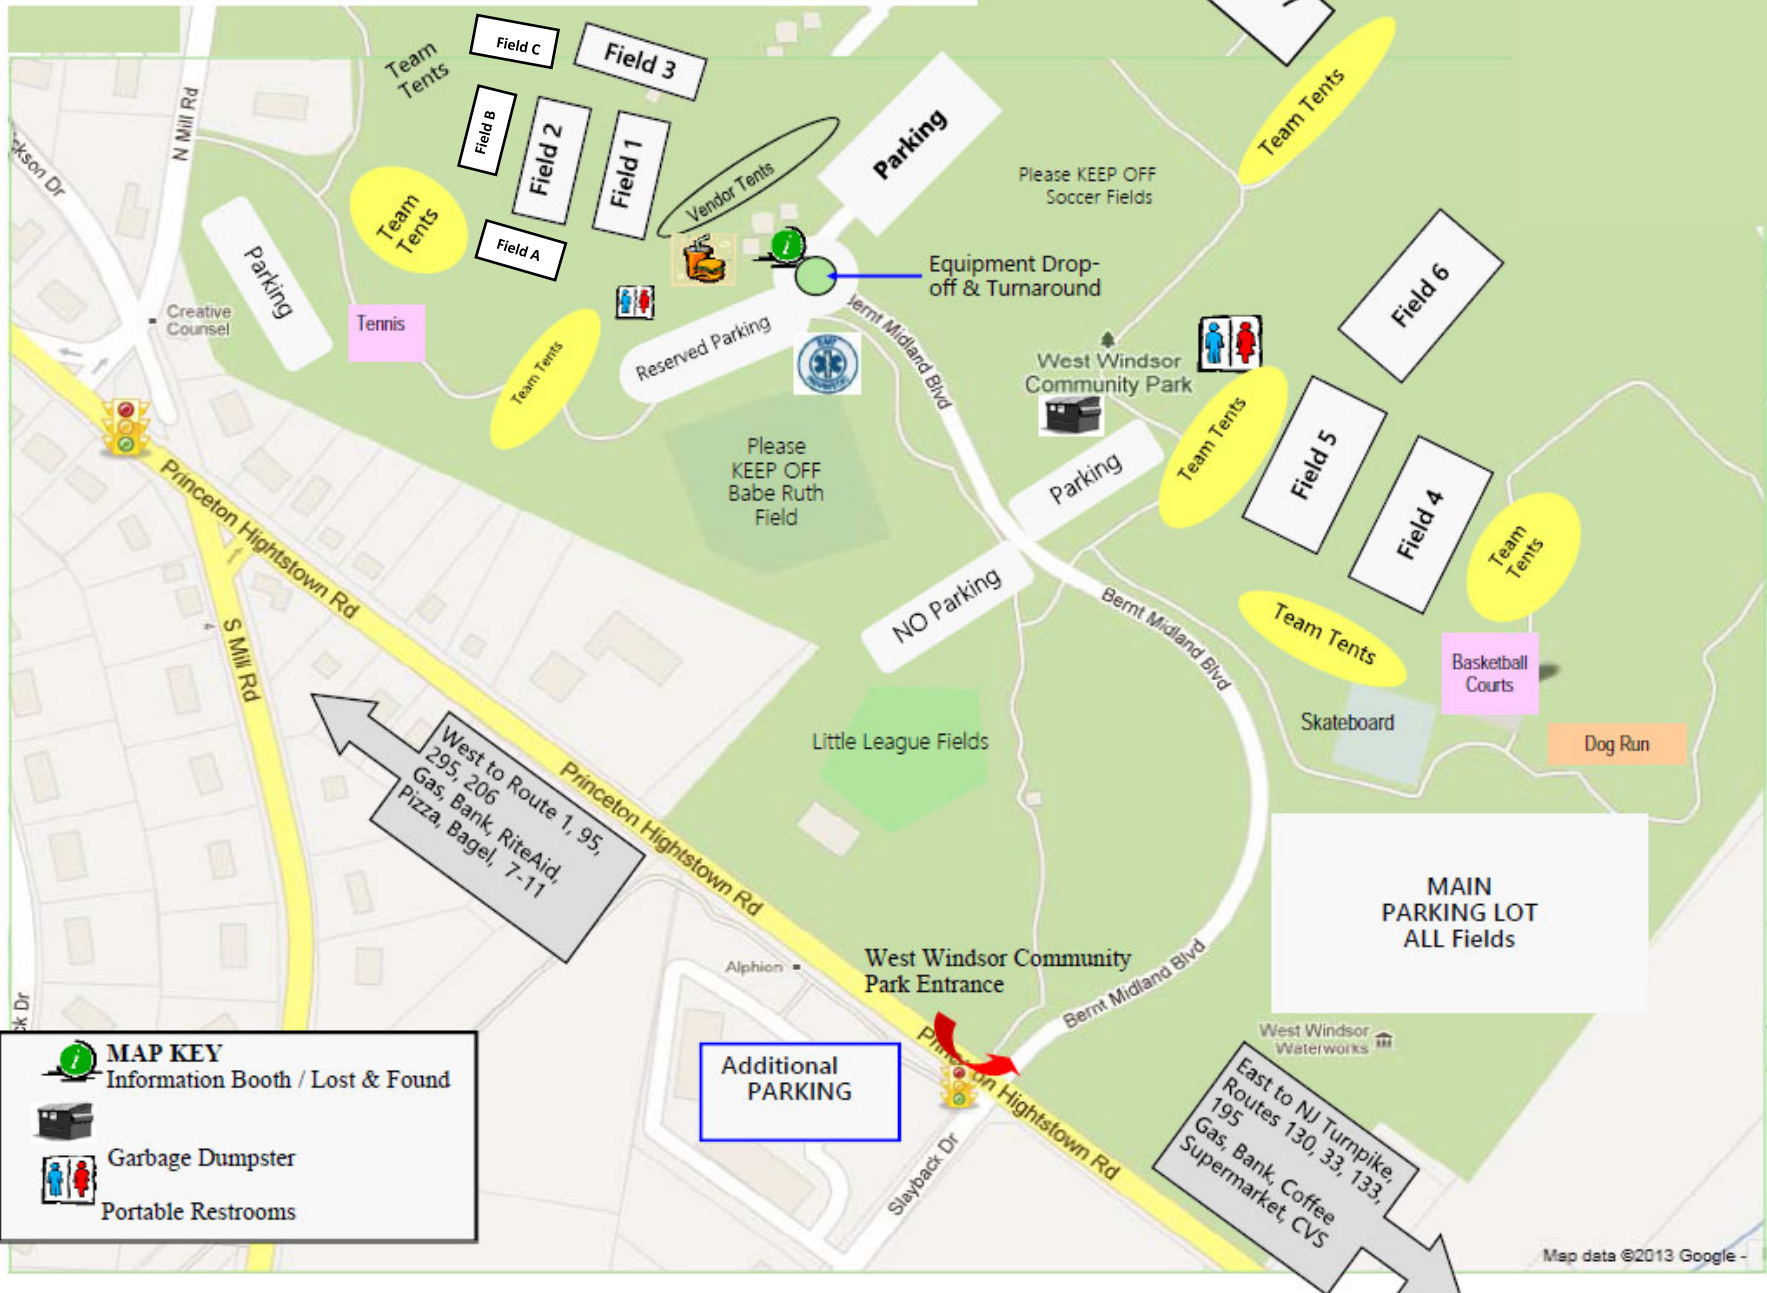 Field C
Field 3
Team
Tents
Team Tents
N Mill Rd
Field B
Field 2
Field 1
Parking
Vendor Tents
Please KEEP OFF
Soccer Fields
Team
Tents
Field A
Parking
Equipment Drop-
off & Turnaround
Field 6
Creative
Counsel
Tennis
Reserved Parking
Team Tents
Bernt Midland Blvd
West Windsor
Community Park
Please
KEEP OFF
Babe Ruth
Field
Parking
Team Tents
Field 5
Field 4
Team
Tents
Princeton Hightstown Rd
NO Parking
Bernt Midland Blvd
Team Tents
Basketball
Courts
S Mill Rd
Skateboard
Dog Run
Little League Fields
West to Route 1, 95,
295, 206
Gas, Bank, RiteAid,
Pizza, Bagel, 7-11
Princeton Hightstown Rd
MAIN
PARKING LOT
ALL Fields
Alphion
West Windsor Community
Park Entrance
Bernt Midland Blvd
West Windsor
Waterworks
MAP KEY
Information Booth / Lost & Found
Garbage Dumpster
Portable Restrooms
Additional
PARKING
Princeton Hightstown Rd
Slayback Dr
East to NJ Turnpike,
Routes 130, 33, 133,
195
Gas, Bank, Coffee
Supermarket, CVS
Map data ©2013 Google -